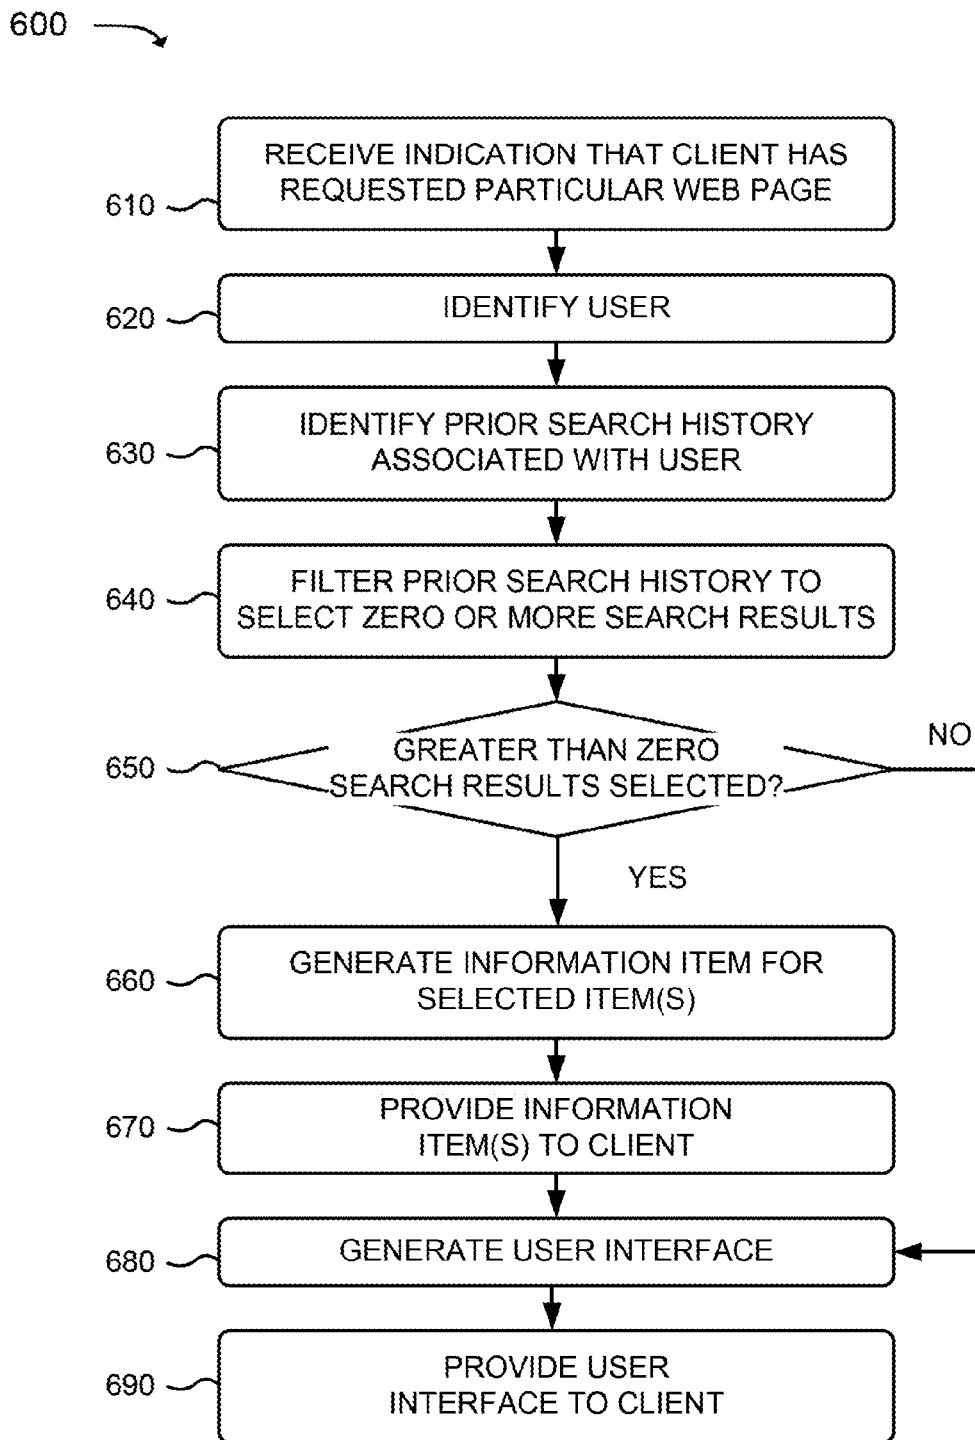 600
RECEIVE INDICATION THAT CLIENT HAS
REQUESTED PARTICULAR WEB PAGE
610
IDENTIFY USER
620
IDENTIFY PRIOR SEARCH HISTORY
ASSOCIATED WITH USER
630
FILTER PRIOR SEARCH HISTORY TO
SELECT ZERO OR MORE SEARCH RESULTS
640
GREATER THAN ZERO
SEARCH RESULTS SELECTED?
650
NO
YES
GENERATE INFORMATION ITEM FOR
SELECTED ITEM(S)
660
PROVIDE INFORMATION
ITEM(S) TO CLIENT
670
GENERATE USER INTERFACE
680
PROVIDE USER
INTERFACE TO CLIENT
690